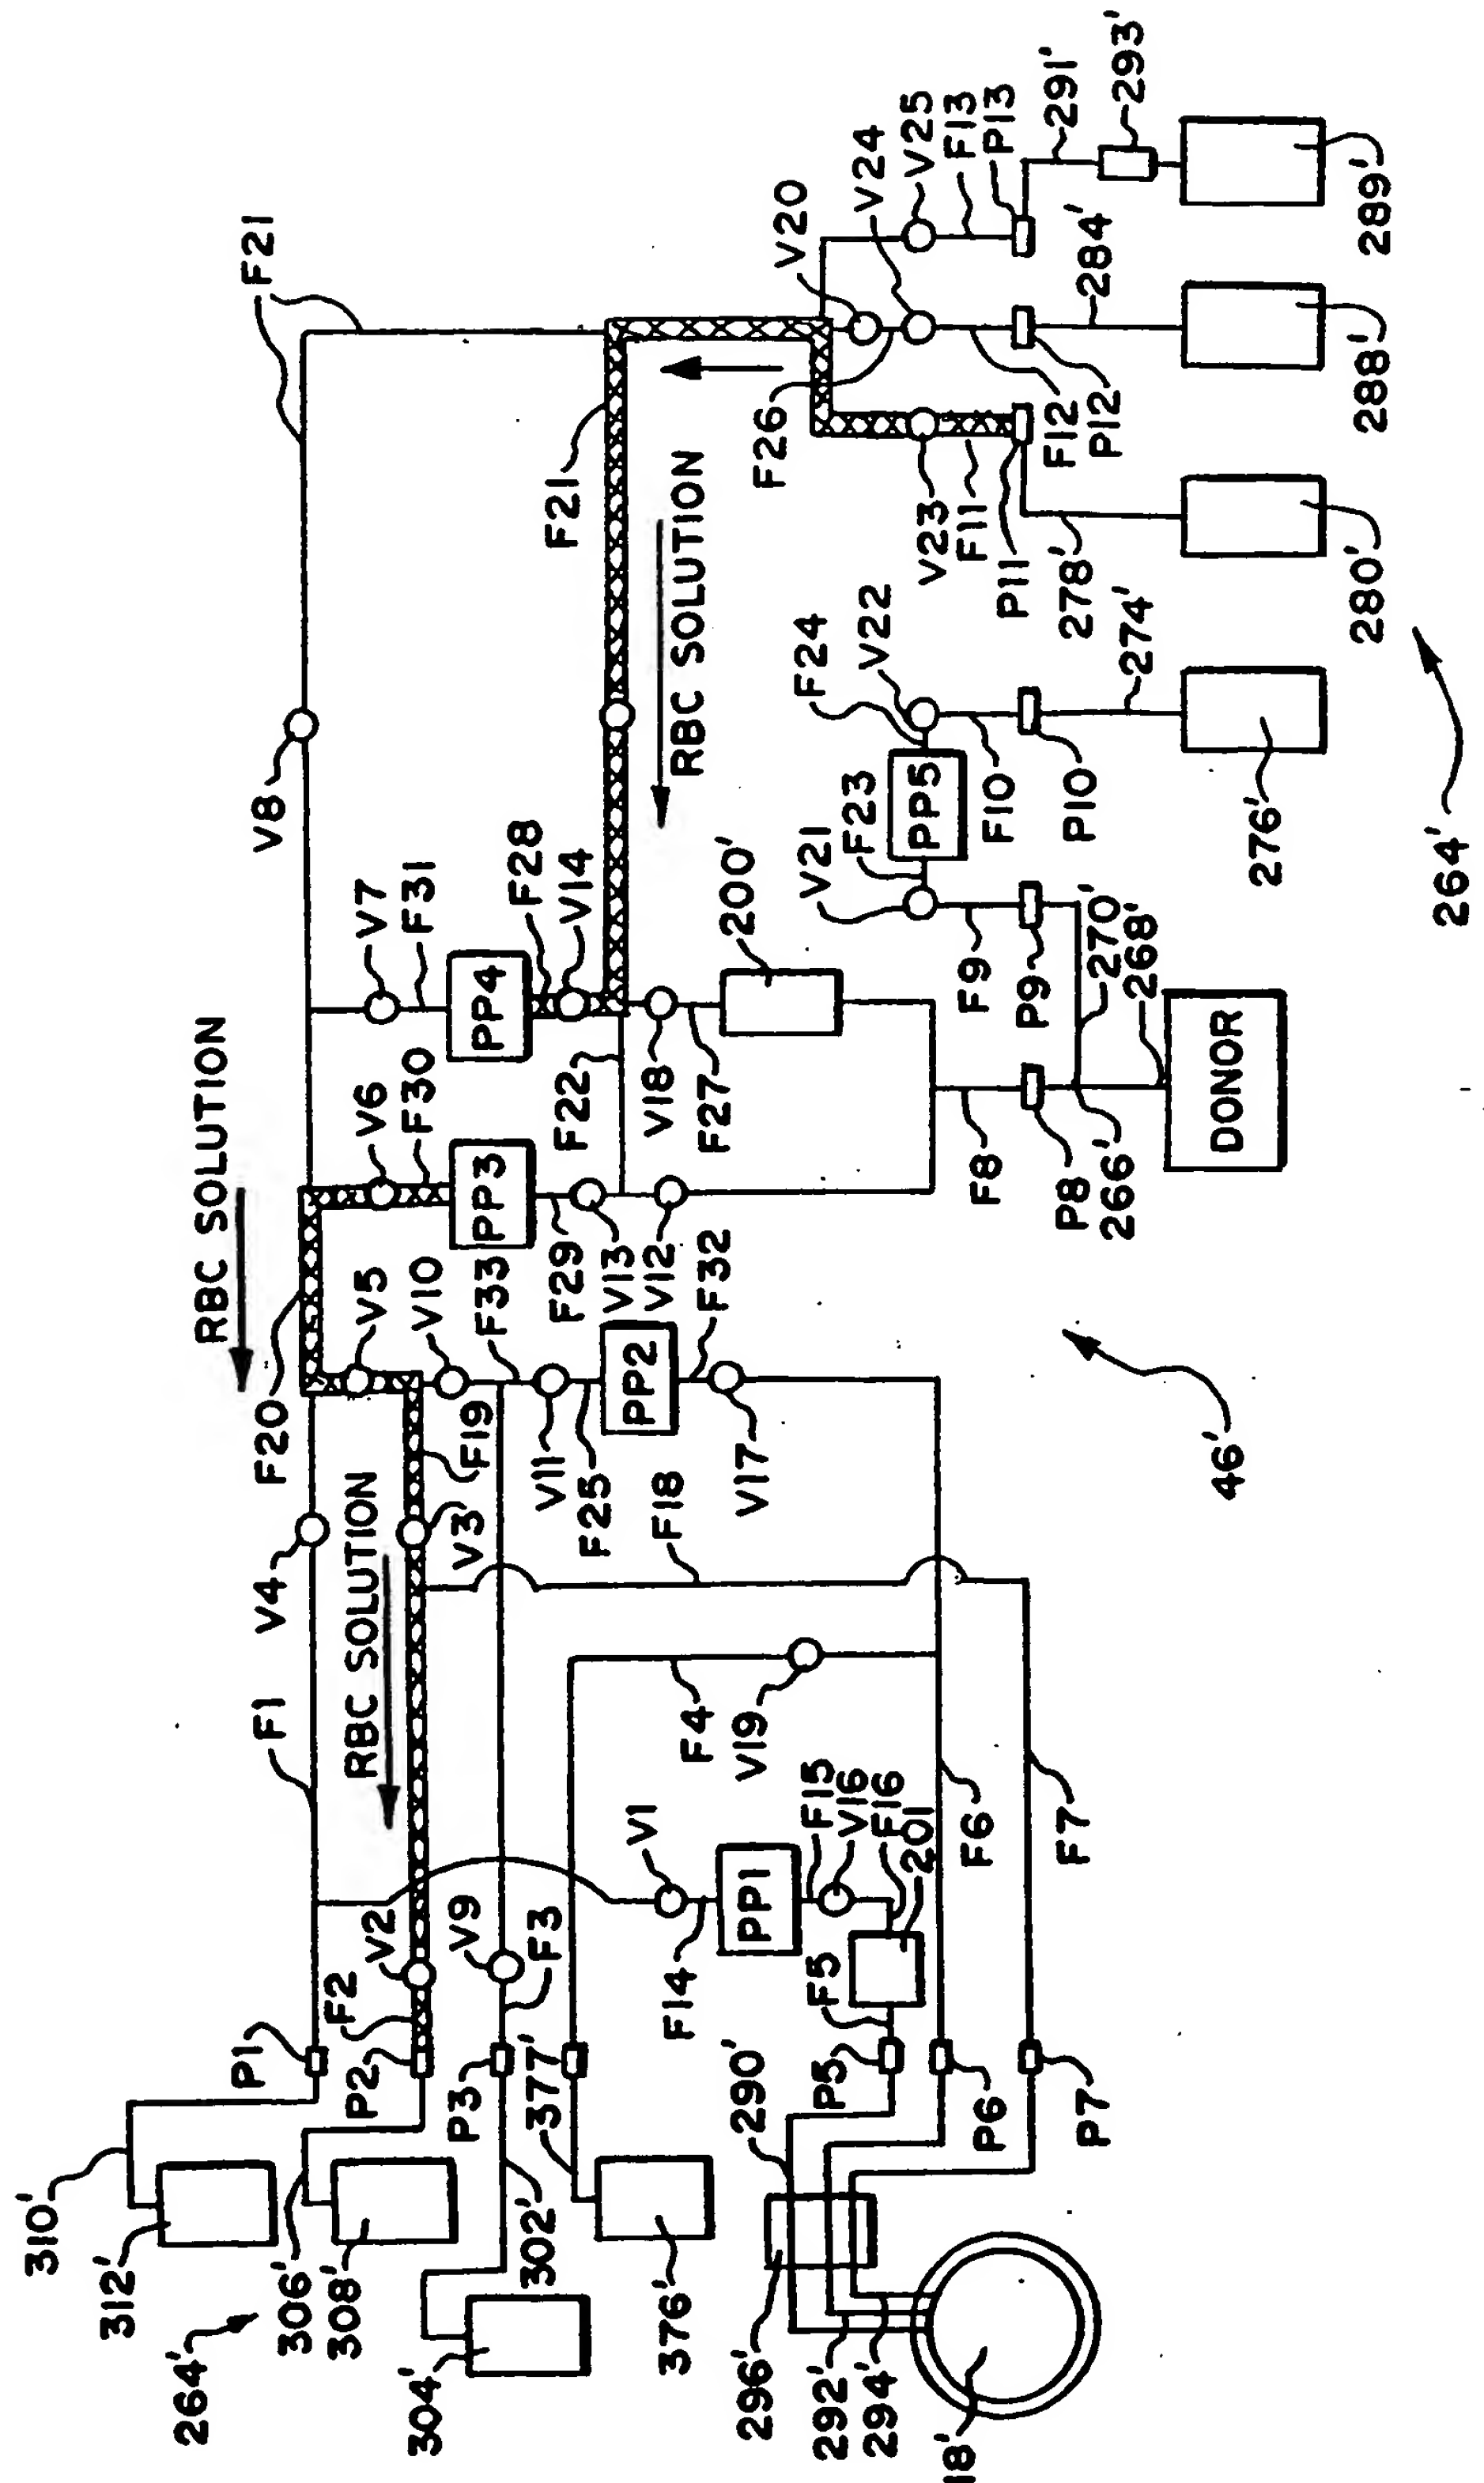 310'
312'
264'
306'
308'
304'
302'
376'
377'
296'
292'
294'
290'
18'
P1
P2
P3
P5
P6
P7
F1
F2
V2
V9
F3
F5
F14
V1
PP1
F15
V16
F16
201
F4
V19
F6
F7
V4
V3
F18
F19
RBC SOLUTION
F20
V5
V10
F33
V11
F25
PP2
F32
V17
46'
RBC SOLUTION
V6
F30
PP3
F29
V13
V12
F22
V7
F31
PP4
F28
V14
V18
F27
200'
F8
P8
266'
268'
270'
DONOR
F9
P9
V21
F23
PP5
F24
V22
F10
P10
274'
276'
264'
V8
F21
F21
RBC SOLUTION
F26
V20
V24
V25
F13
P13
291'
293'
289'
F12
P12
284'
288'
V23
F11
P11
278'
280'